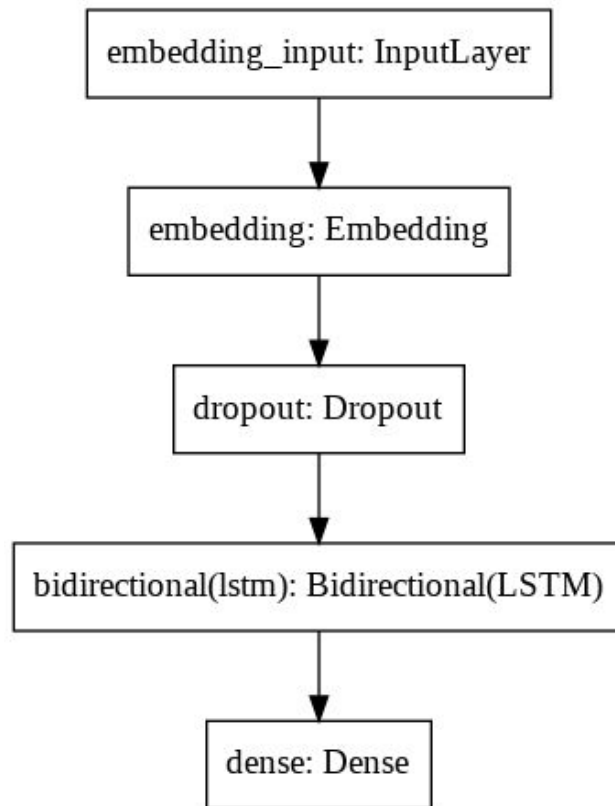 embedding_input: InputLayer
embedding: Embedding
dropout: Dropout
bidirectional(lstm): Bidirectional(LSTM)
dense: Dense